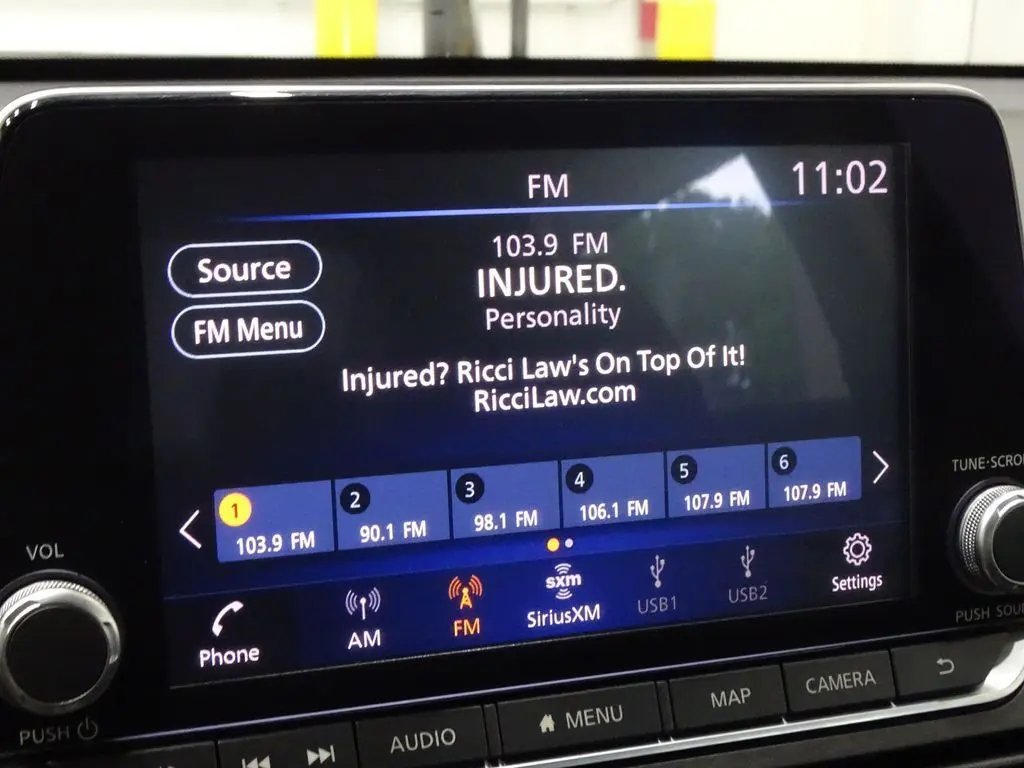 FM
11:02
103.9 FM
Source
INJURED.
Personality
FM Menu
Injured? Ricci Law's On Top Of It!
RicciLaw.com
1
2
3
4
5
6
103.9 FM
90.1 FM
98.1 FM
106.1 FM
107.9 FM
107.9 FM
TUNE·SCRO
VOL
Phone
AM
FM
sxm
SiriusXM
USB1
USB2
Settings
PUSH SOU
PUSH
AUDIO
MENU
MAP
CAMERA